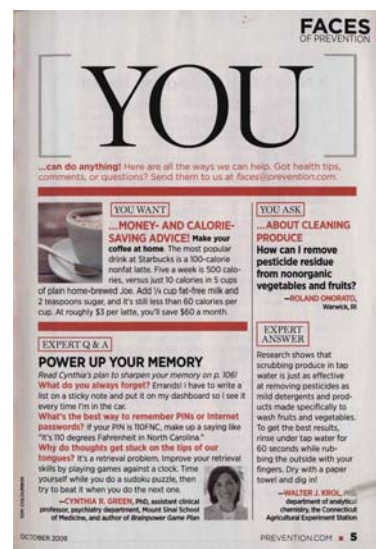 FACES
OF PREVENTION
YOU
...can do anything! Here are all the ways we can help. Got health tips,
comments, or questions? Send them to us at faces@prevention.com.
YOU WANT
...MONEY- AND CALORIE-
SAVING ADVICE! Make your
coffee at home. The most popular
drink at Starbucks is a 100-calorie
nonfat latte. Five a week is 500 calo-
ries, versus just 10 calories in 5 cups
of plain home-brewed Joe. Add ¼ cup fat-free milk and
2 teaspoons sugar, and it's still less than 60 calories per
cup. At roughly $3 per latte, you'll save $60 a month.
EXPERT Q & A
POWER UP YOUR MEMORY
Read Cynthia's plan to sharpen your memory on p. 106!
What do you always forget? Errands! I have to write a
list on a sticky note and put it on my dashboard so I see it
every time I'm in the car.
What's the best way to remember PINs or Internet
passwords? If your PIN is 110FNC, make up a saying like
"It's 110 degrees Fahrenheit in North Carolina."
Why do thoughts get stuck on the tips of our
tongues? It's a retrieval problem. Improve your retrieval
skills by playing games against a clock. Time
yourself while you do a sudoku puzzle, then
try to beat it when you do the next one.
—CYNTHIA R. GREEN, PhD, assistant clinical
professor, psychiatry department, Mount Sinai School
of Medicine, and author of Brainpower Game Plan
YOU ASK
...ABOUT CLEANING
PRODUCE
How can I remove
pesticide residue
from nonorganic
vegetables and fruits?
—ROLAND ONORATO,
Warwick, RI
EXPERT
ANSWER
Research shows that
scrubbing produce in tap
water is just as effective
at removing pesticides as
mild detergents and prod-
ucts made specifically to
wash fruits and vegetables.
To get the best results,
rinse under tap water for
60 seconds while rub-
bing the outside with your
fingers. Dry with a paper
towel and dig in!
—WALTER J. KROL, PhD,
department of analytical
chemistry, the Connecticut
Agricultural Experiment Station
OCTOBER 2009
PREVENTION.COM 5